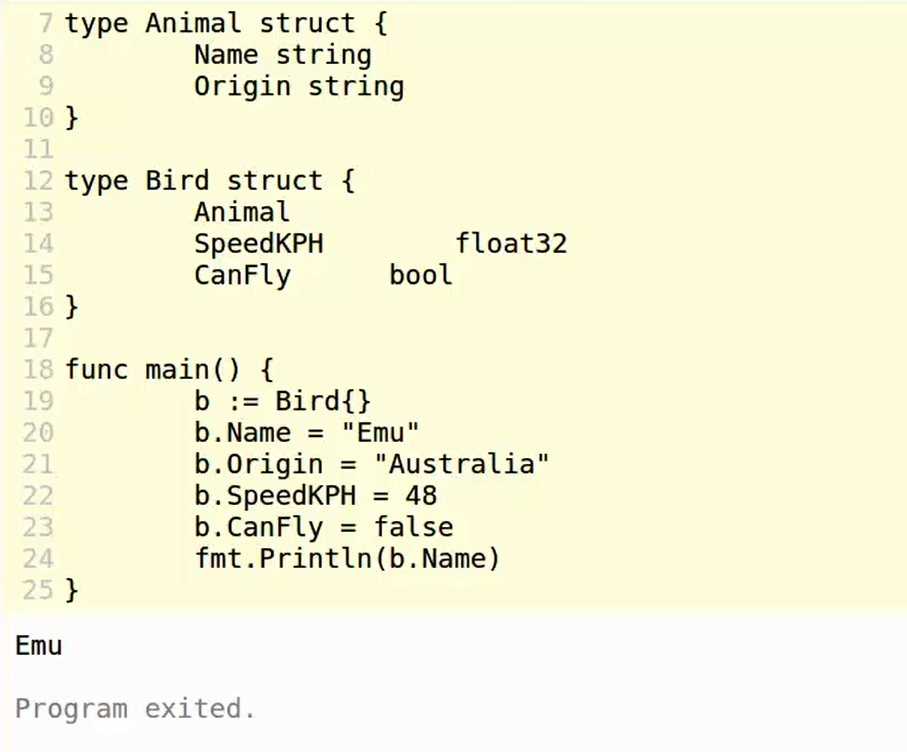 7 type Animal struct {
8 Name string
9 Origin string
10 }
11
12 type Bird struct {
13 Animal
14 SpeedKPH float32
15 CanFly bool
16 }
17
18 func main() {
19 b := Bird{}
20 b.Name = "Emu"
21 b.Origin = "Australia"
22 b.SpeedKPH = 48
23 b.CanFly = false
24 fmt.Println(b.Name)
25 }
Emu
Program exited.